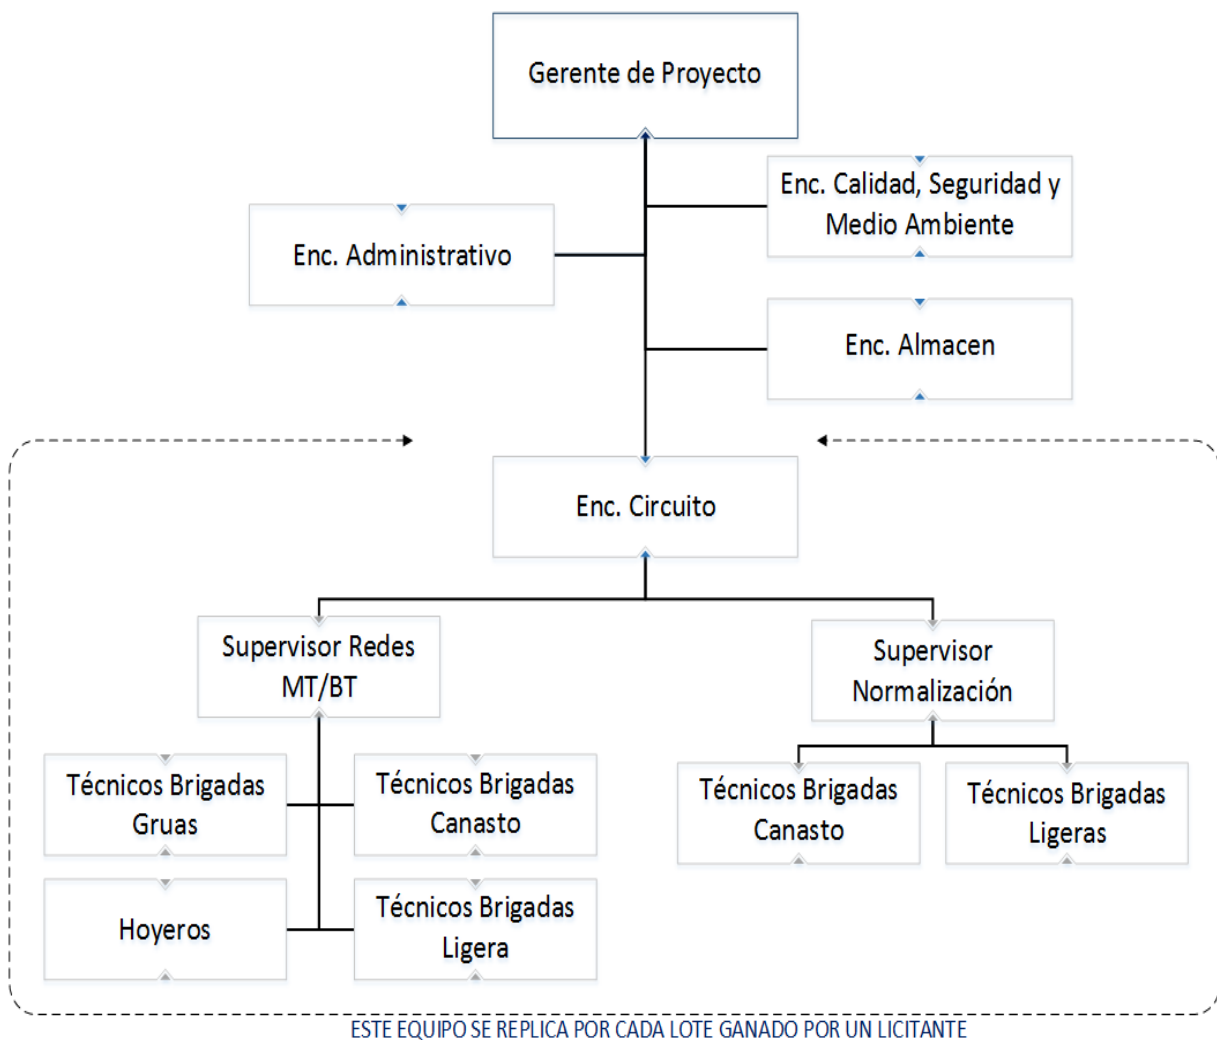 Gerente de Proyecto
Enc. Calidad, Seguridad y
Medio Ambiente
Enc. Administrativo
Enc. Almacen
Enc. Circuito
Supervisor Redes
MT/BT
Supervisor
Normalización
Técnicos Brigadas
Gruas
Técnicos Brigadas
Canasto
Técnicos Brigadas
Canasto
Técnicos Brigadas
Ligeras
Hoyeros
Técnicos Brigadas
Ligera
ESTE EQUIPO SE REPLICA POR CADA LOTE GANADO POR UN LICITANTE